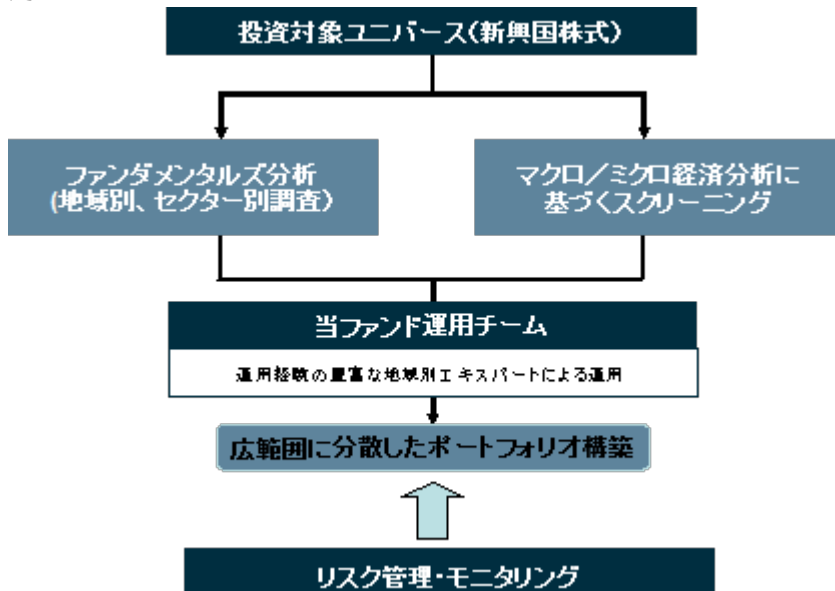 投資対象ユニバース(新興国株式)
ファンダメンタルズ分析
(地域別、セクター別調査)
マクロ/ミクロ経済分析に
基づくスクリーニング
当ファンド運用チーム
運用経験の豊富な地域別エキスパートによる運用
広範囲に分散したポートフォリオ構築
リスク管理・モニタリング